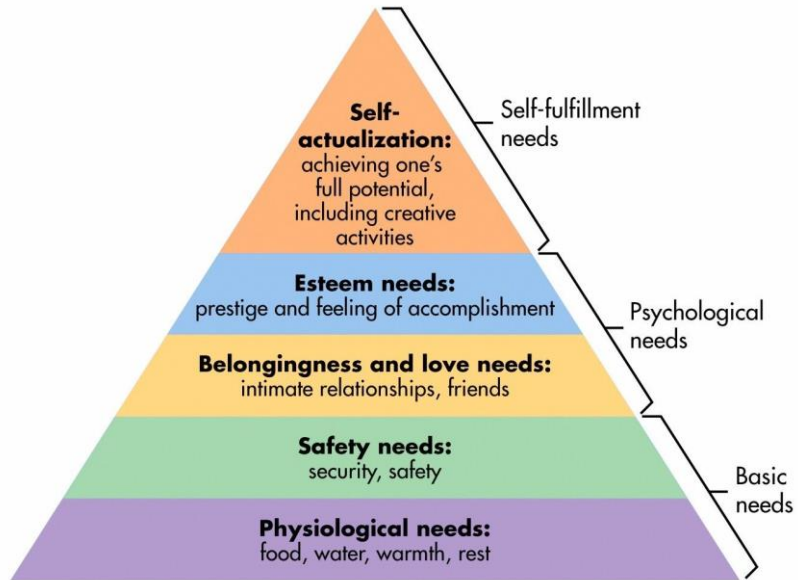 Self-
actualization:
achieving one's
full potential,
including creative
activities
Self-fulfillment
needs
Esteem needs:
prestige and feeling of accomplishment
Psychological
needs
Belongingness and love needs:
intimate relationships, friends
Safety needs:
security, safety
Basic
needs
Physiological needs:
food, water, warmth, rest